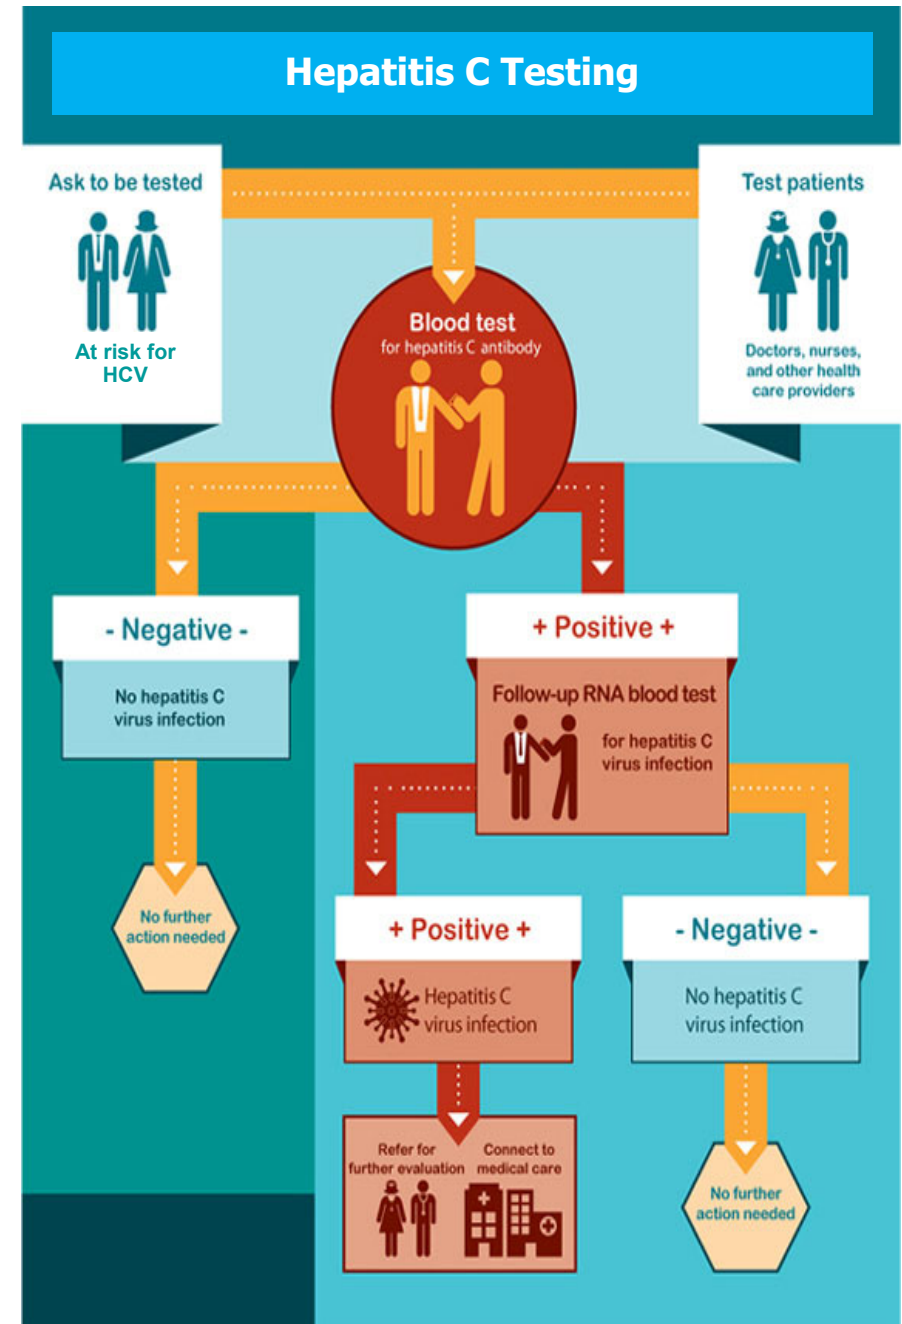 Hepatitis C Testing
Ask to be tested
At risk for
HCV
Test patients
Doctors, nurses,
and other health
care providers
Blood test
for hepatitis C antibody
- Negative -
No hepatitis C
virus infection
No further
action needed
+ Positive +
Follow-up RNA blood test
for hepatitis C
virus infection
+ Positive +
Hepatitis C
virus infection
Refer for
further evaluation
Connect to
medical care
- Negative -
No hepatitis C
virus infection
No further
action needed